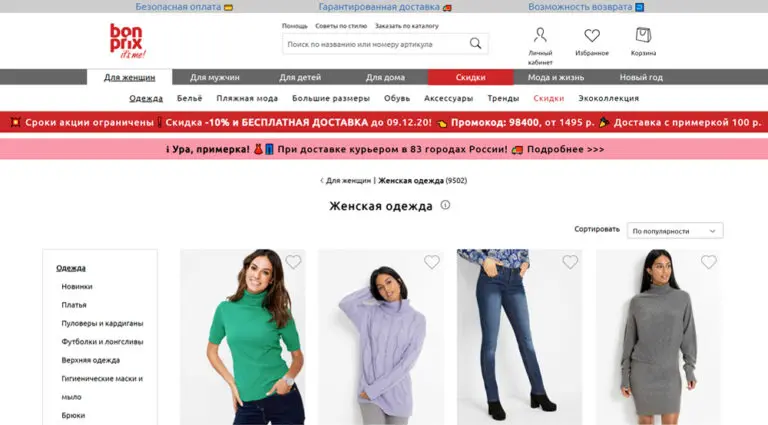 Безопасная оплата
Гарантированная доставка
Возможность возврата
bon
prix
it's me!
Помощь Советы по стилю Заказать по каталогу
Поиск по названию или номеру артикула
Личный
кабинет
Избранное
Корзина
Для женщин Для мужчин Для детей Для дома Скидки Мода и жизнь Новый год
Одежда Бельё Пляжная мода Большие размеры Обувь Аксессуары Тренды Скидки Экоколлекция
💥 Сроки акции ограничены❗Скидка -10% и БЕСПЛАТНАЯ ДОСТАВКА до 09.12.20! 👈 Промокод: 98400, от 1495 р. 🎉 Доставка с примеркой 100 р.
ℹ Ура, примерка! 💃👖 При доставке курьером в 83 городах России! 🚚 Подробнее >>>
< Для женщин | Женская одежда (9502)
Женская одежда
Сортировать По популярности
Одежда
Новинки
Платья
Пуловеры и кардиганы
Футболки и лонгсливы
Верхняя одежда
Гигиенические маски и
мыло
Брюки